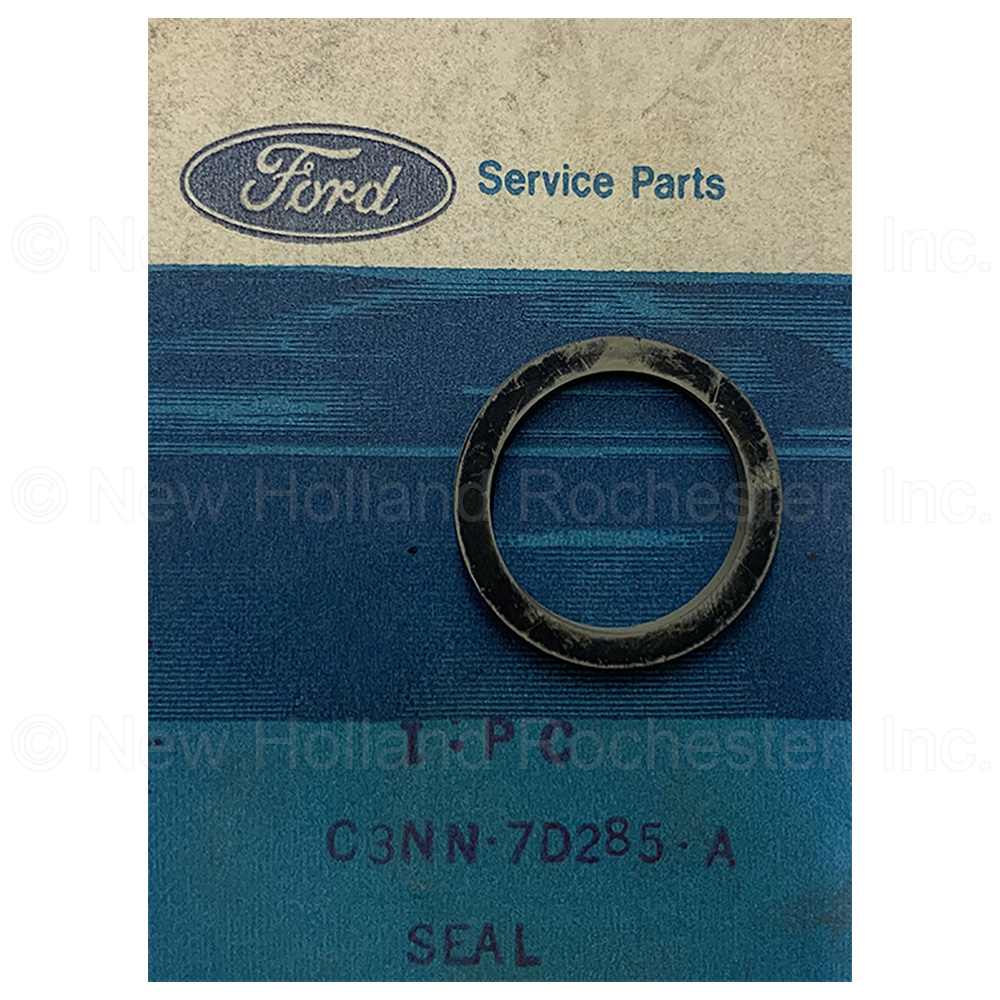 Ford Service Parts
© New Holland Rochester Inc.
© New Holland Rochester Inc.
© New Holland Rochester Inc.
1·PC
C3NN·7D285·A
SEAL